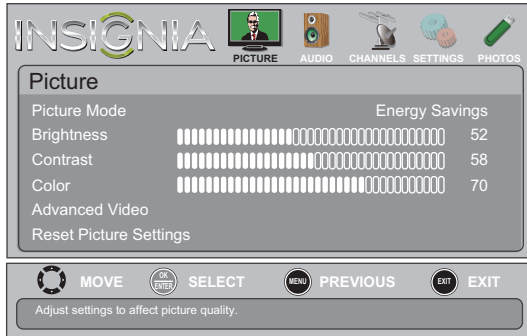 INSIGNIA
PICTURE AUDIO CHANNELS SETTINGS PHOTOS
Picture
Picture Mode Energy Savings
Brightness 52
Contrast 58
Color 70
Advanced Video
Reset Picture Settings
MOVE OK ENTER SELECT MENU PREVIOUS EXIT EXIT
Adjust settings to affect picture quality.